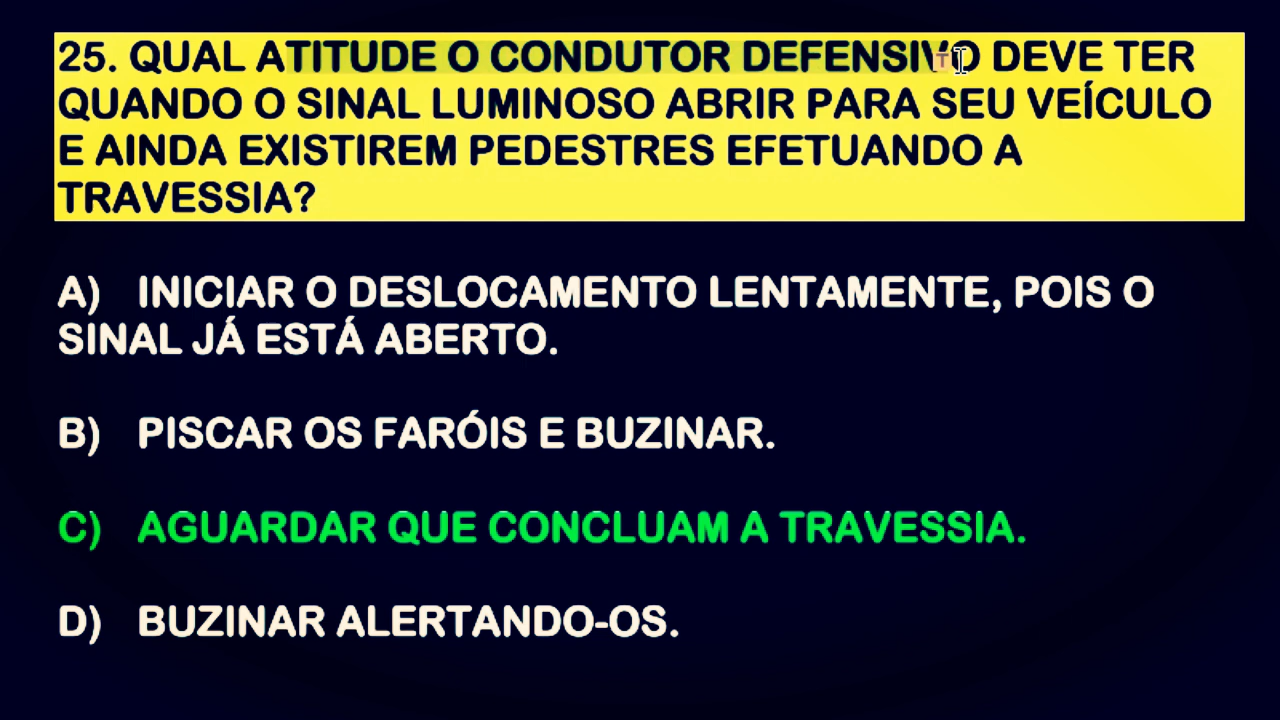 25. QUAL ATITUDE O CONDUTOR DEFENSIVO DEVE TER
QUANDO O SINAL LUMINOSO ABRIR PARA SEU VEÍCULO
E AINDA EXISTIREM PEDESTRES EFETUANDO A
TRAVESSIA?
A) INICIAR O DESLOCAMENTO LENTAMENTE, POIS O
SINAL JÁ ESTÁ ABERTO.
B) PISCAR OS FARÓIS E BUZINAR.
C) AGUARDAR QUE CONCLUAM A TRAVESSIA.
D) BUZINAR ALERTANDO-OS.